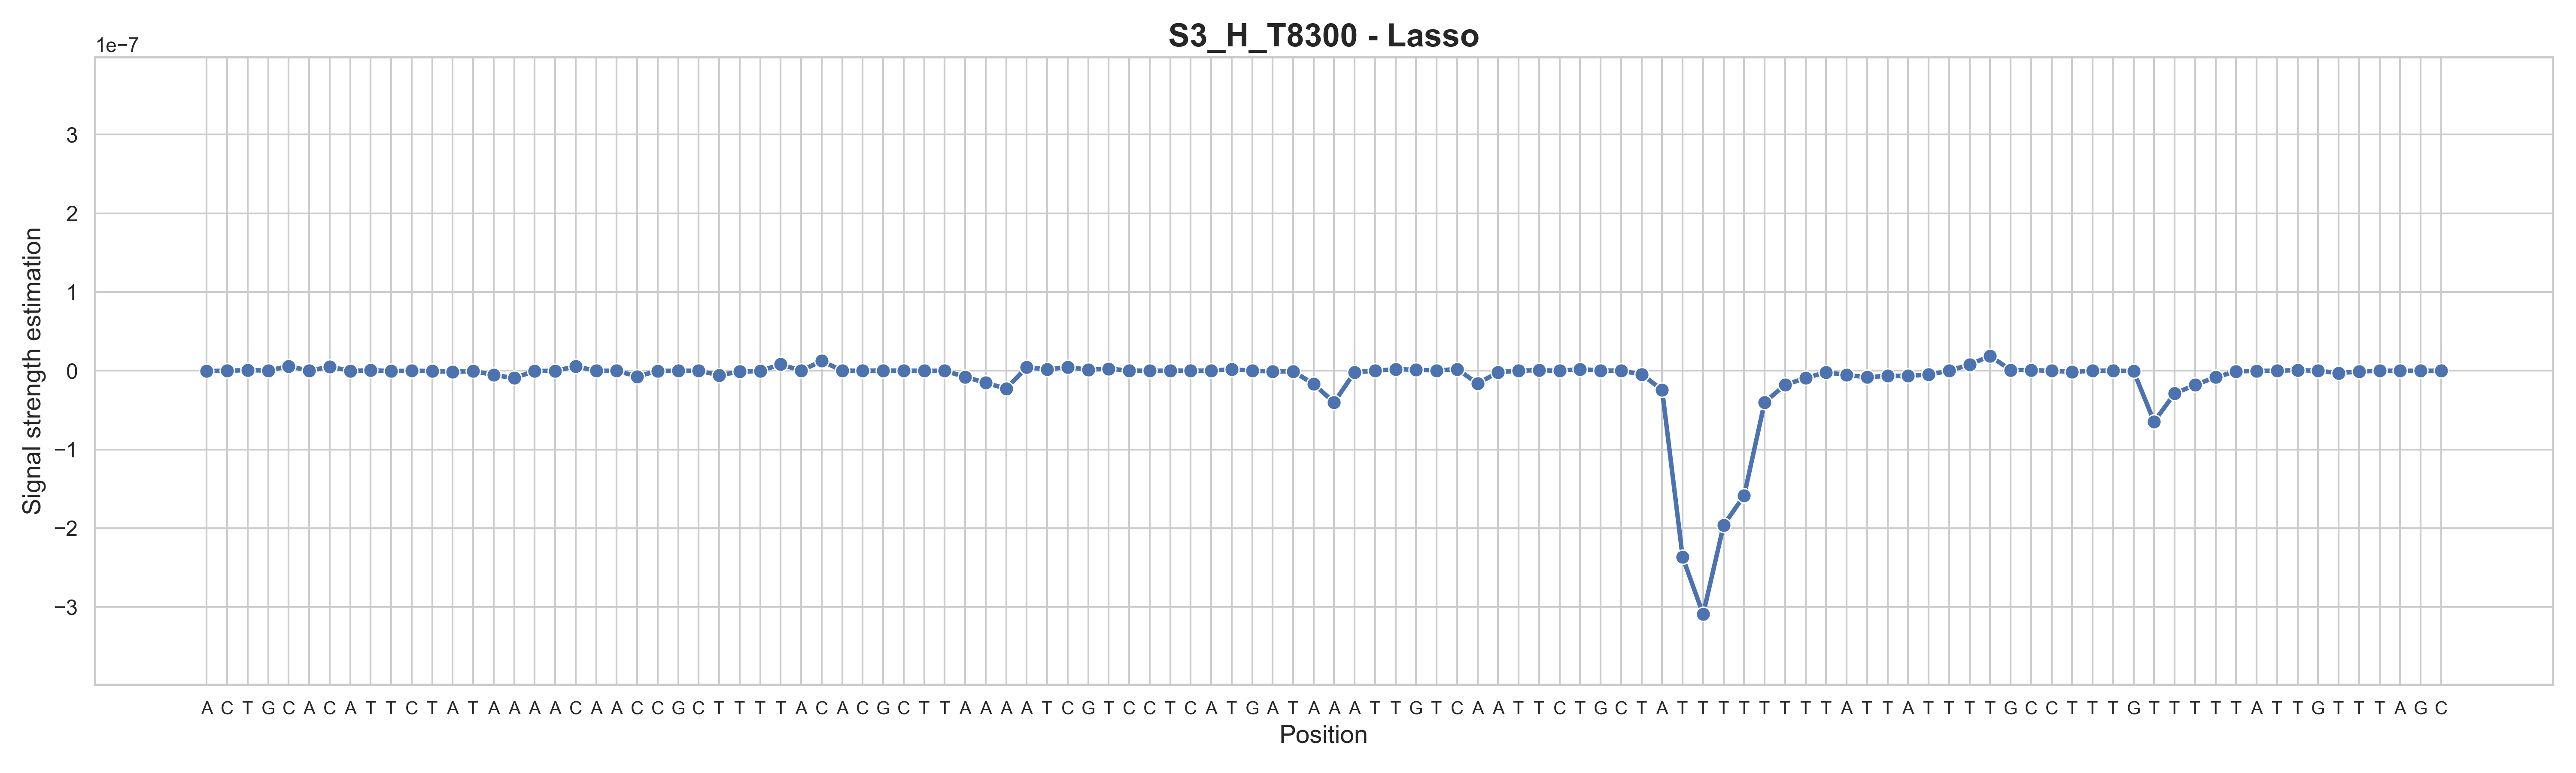 S3_H_T8300 - Lasso
1e−7
3
2
1
0
−1
−2
−3
Signal strength estimation
A C T G C A C A T T C T A T A A A A C A A C C G C T T T T A C A C G C T T A A A A T C G T C C T C A T G A T A A A T T G T C A A T T C T G C T A T T T T T T T T A T T A T T T T G C C T T T G T T T T T A T T G T T T A G C
Position